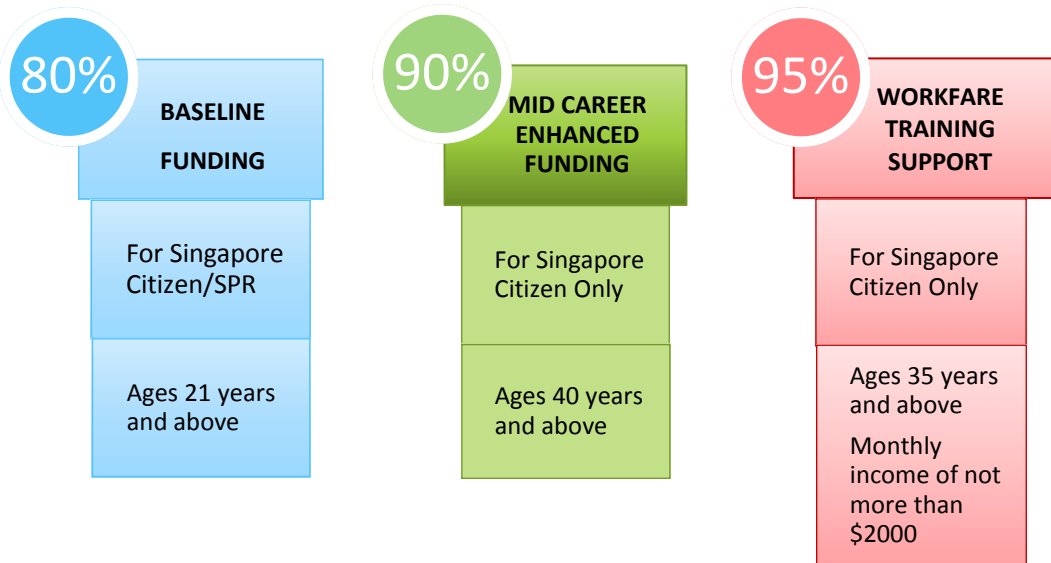 80%
BASELINE
FUNDING
For Singapore
Citizen/SPR
Ages 21 years
and above
90%
MID CAREER
ENHANCED
FUNDING
For Singapore
Citizen Only
Ages 40 years
and above
95%
WORKFARE
TRAINING
SUPPORT
For Singapore
Citizen Only
Ages 35 years
and above
Monthly
income of not
more than
$2000